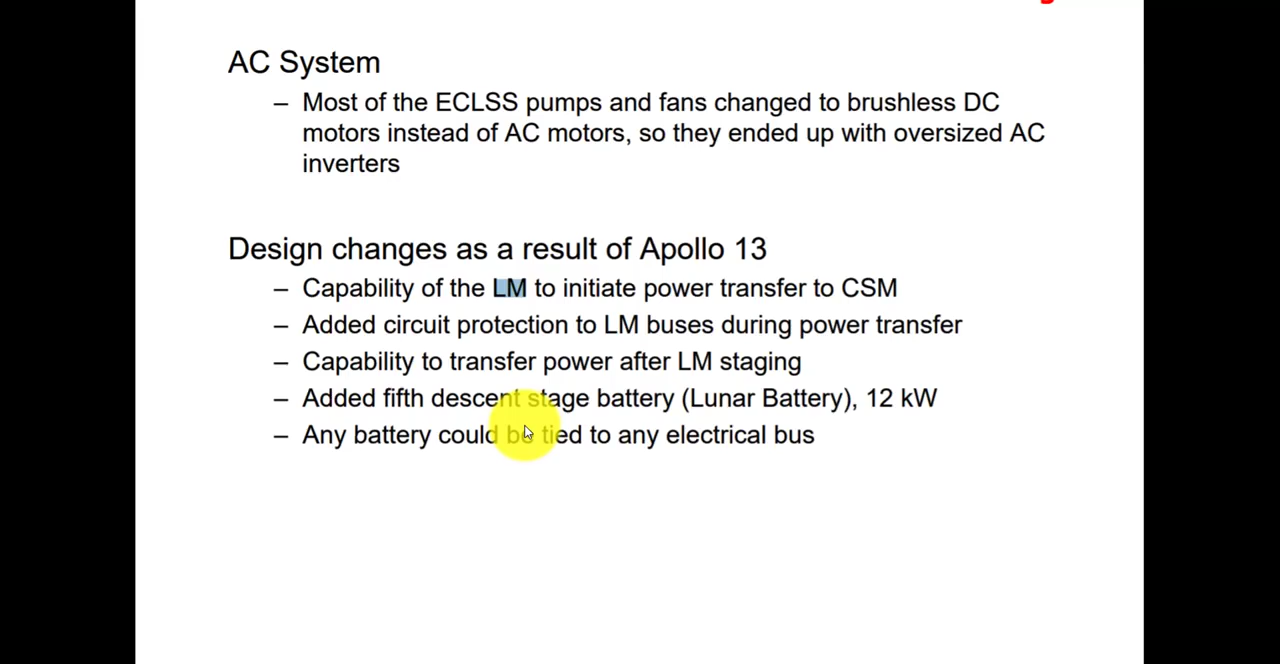 AC System
– Most of the ECLSS pumps and fans changed to brushless DC
motors instead of AC motors, so they ended up with oversized AC
inverters
Design changes as a result of Apollo 13
– Capability of the LM to initiate power transfer to CSM
– Added circuit protection to LM buses during power transfer
– Capability to transfer power after LM staging
– Added fifth descent stage battery (Lunar Battery), 12 kW
– Any battery could be tied to any electrical bus